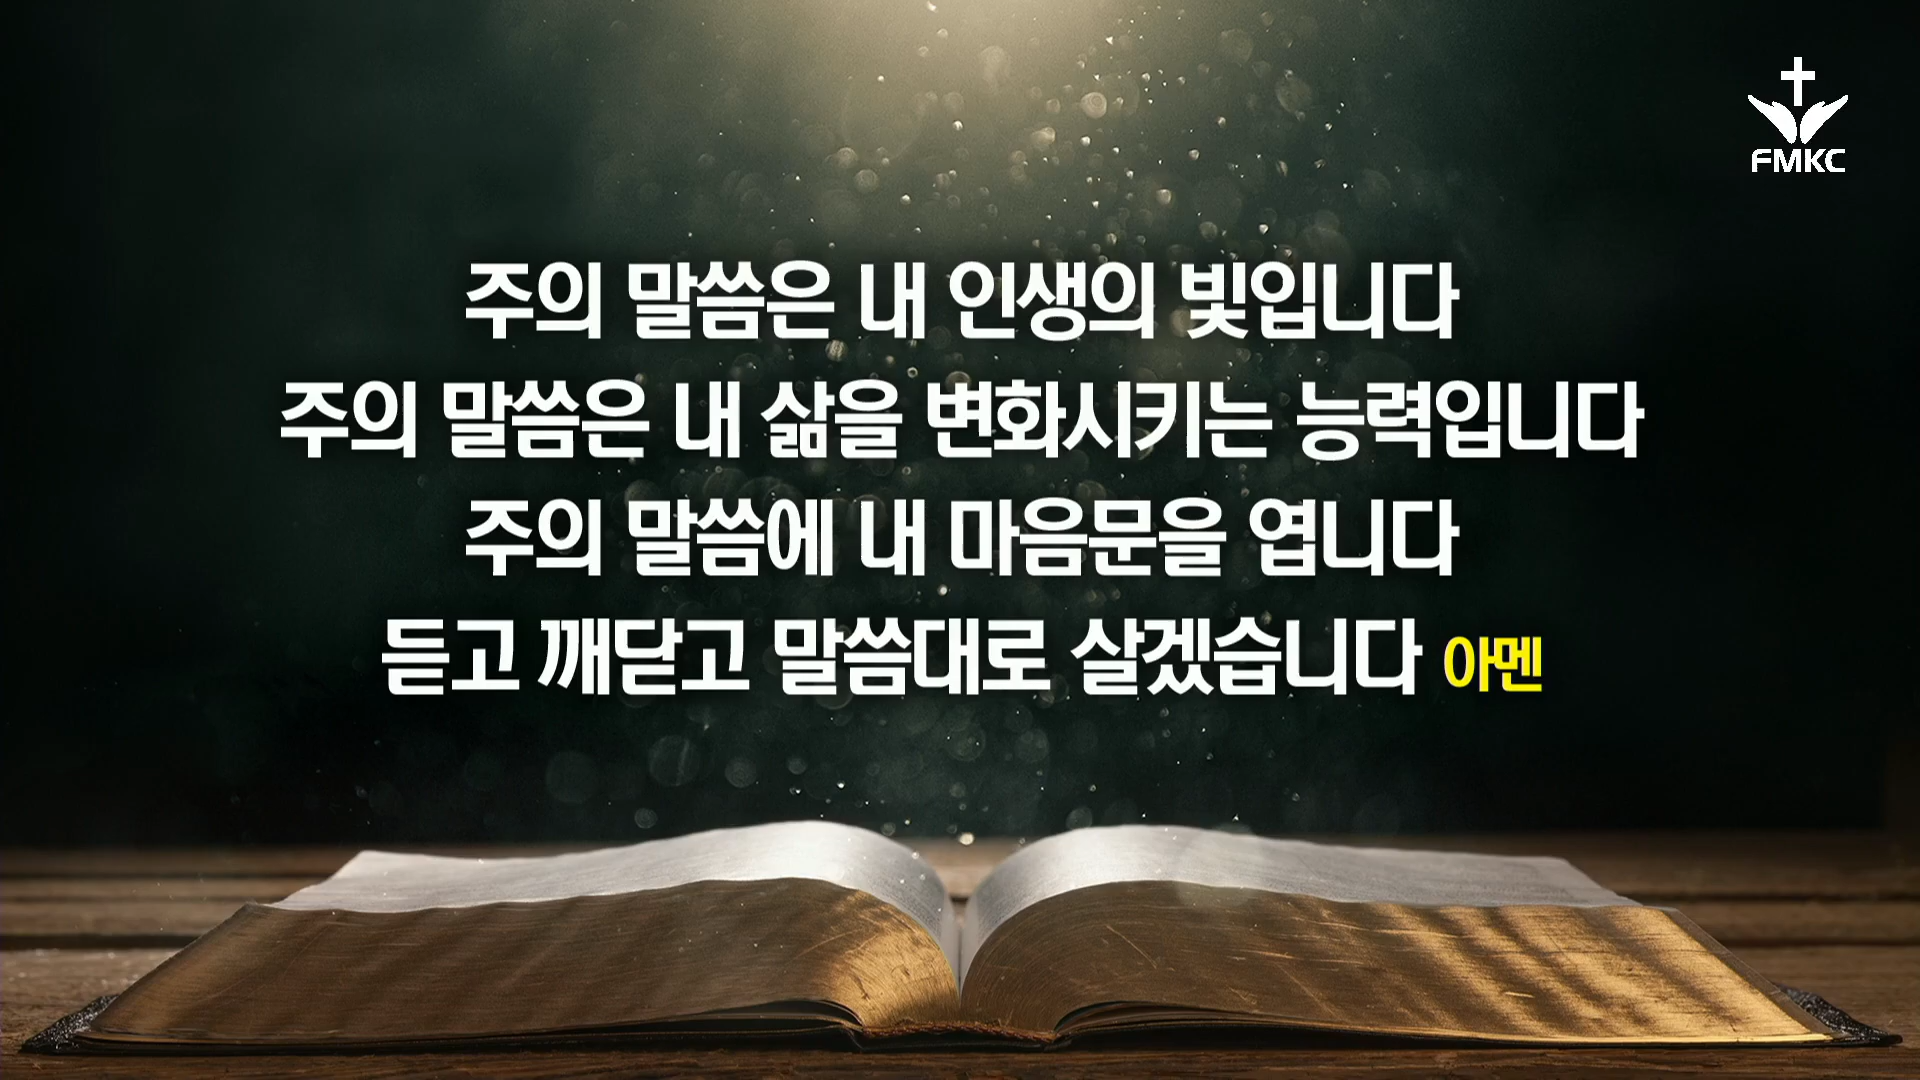 FMKC
주의 말씀은 내 인생의 빛입니다
주의 말씀은 내 삶을 변화시키는 능력입니다
주의 말씀에 내 마음문을 엽니다
듣고 깨닫고 말씀대로 살겠습니다 아멘